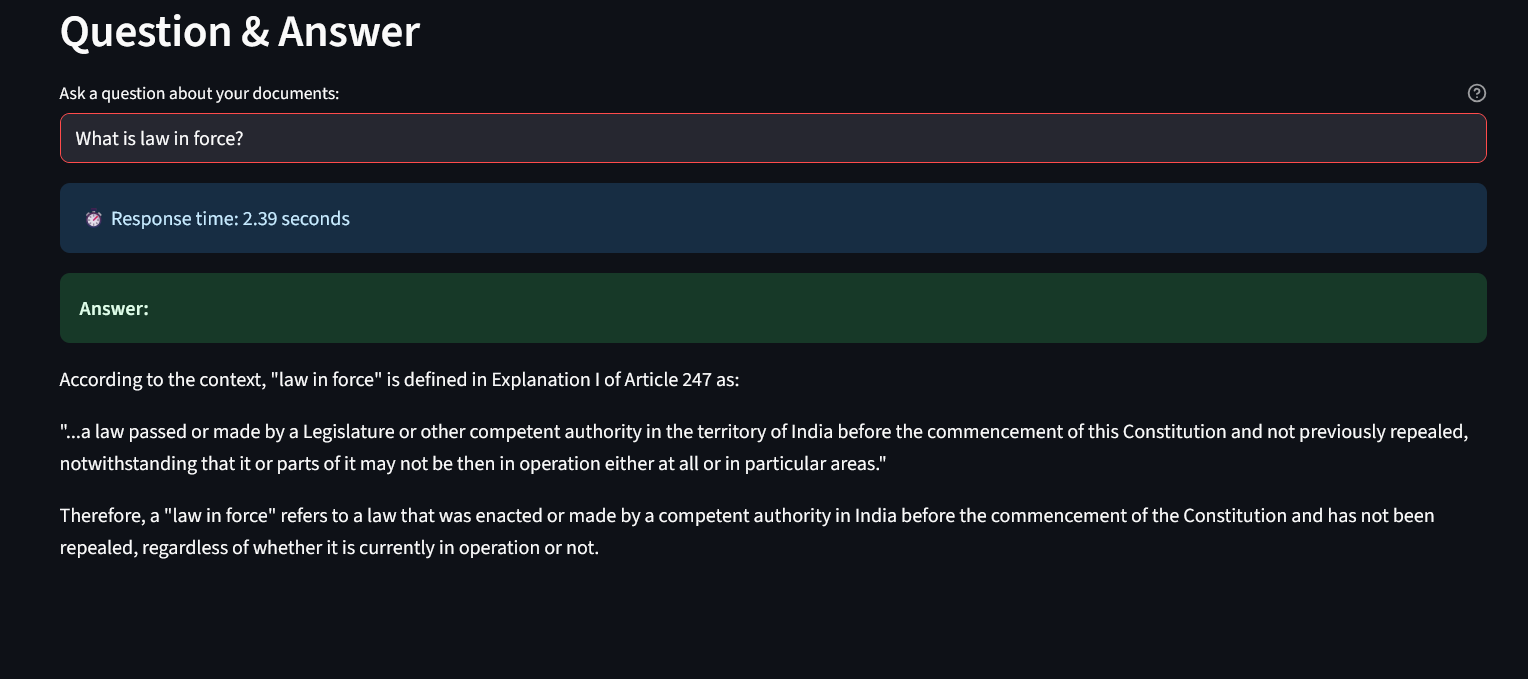 Question & Answer
Ask a question about your documents:
What is law in force?
Response time: 2.39 seconds
Answer:
According to the context, "law in force" is defined in Explanation I of Article 247 as:
"...a law passed or made by a Legislature or other competent authority in the territory of India before the commencement of this Constitution and not previously repealed,
notwithstanding that it or parts of it may not be then in operation either at all or in particular areas."
Therefore, a "law in force" refers to a law that was enacted or made by a competent authority in India before the commencement of the Constitution and has not been
repealed, regardless of whether it is currently in operation or not.